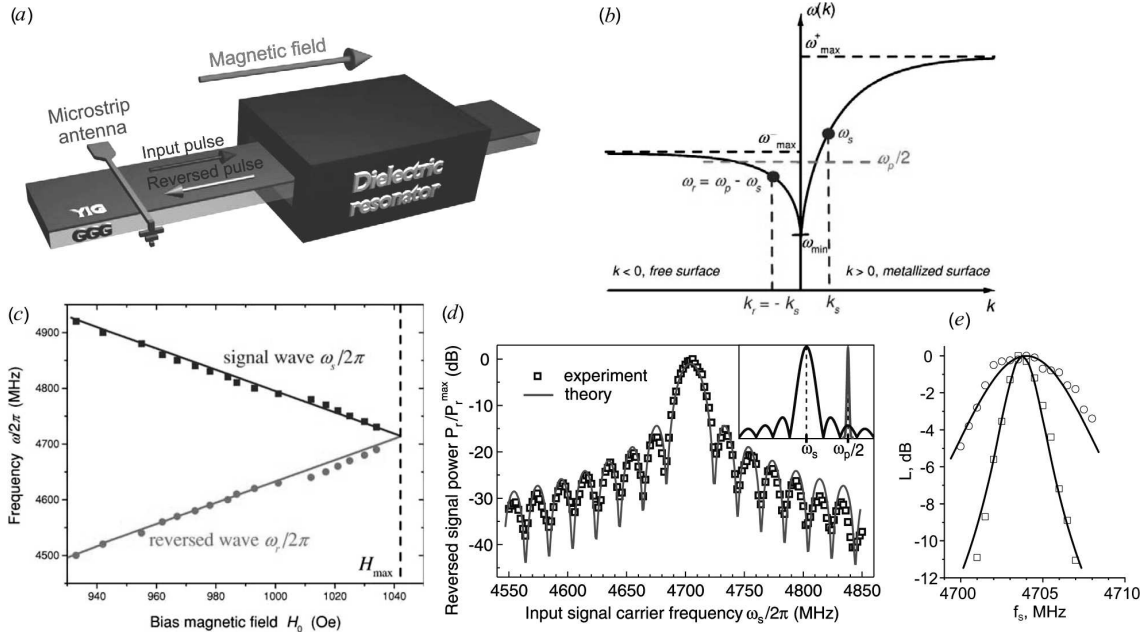 (a)
Magnetic field
Microstrip
antenna
Input pulse
Reversed pulse
Dielectric
resonator
YIG
GGG
(b)
ω(k)
ω⁺max
ω⁻max
ωs
ωp/2
ωr = ωp - ωs
ωmin
k < 0, free surface
k > 0, metallized surface
kr = - ks
ks
k
(c)
Frequency ω/2π (MHz)
4900
4800
4700
4600
4500
signal wave ωs/2π
reversed wave ωr/2π
Hmax
940 960 980 1000 1020 1040
Bias magnetic field H0 (Oe)
(d)
Reversed signal power Pr/Pr^max (dB)
0
-10
-20
-30
-40
experiment
theory
ωs
ωp/2
4550 4600 4650 4700 4750 4800 4850
Input signal carrier frequency ωs/2π (MHz)
(e)
L, dB
0
-2
-4
-6
-8
-10
-12
4700 4705 4710
fs, MHz